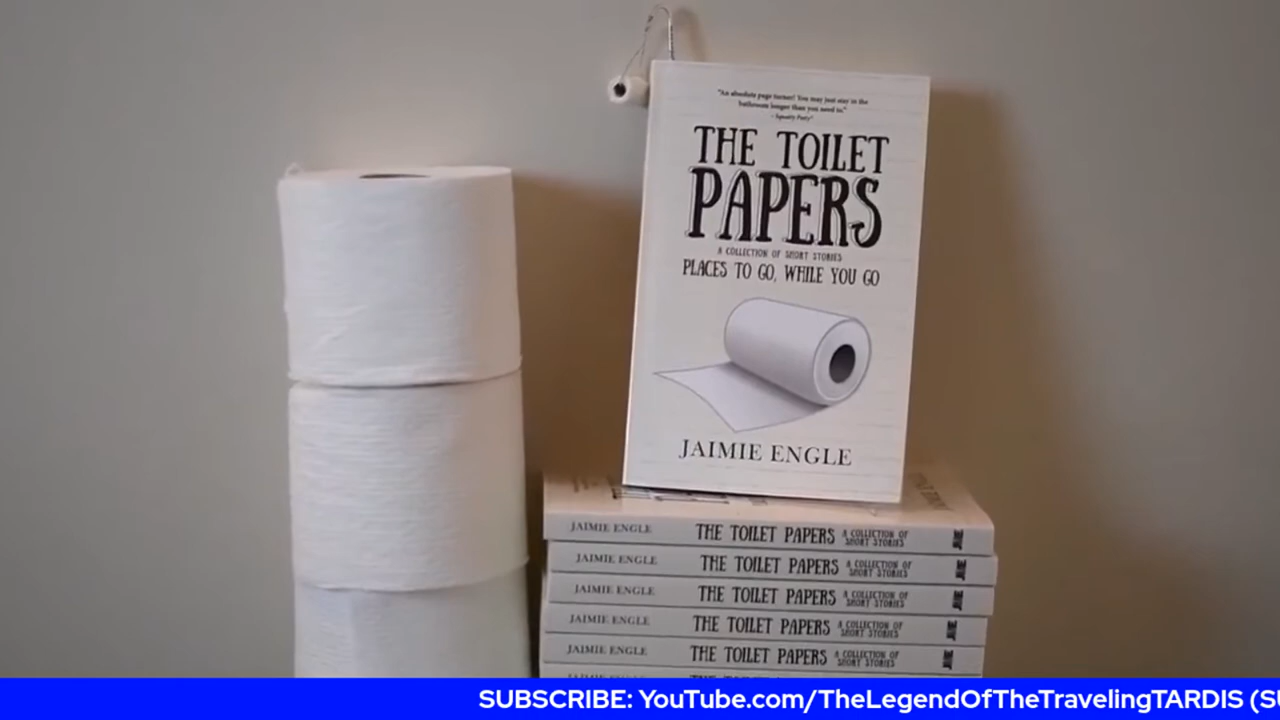 "An absolute page turner! You may just stay in the
bathroom longer than you need to."
- Squatty Potty®
THE TOILET
PAPERS
A COLLECTION OF SHORT STORIES
PLACES TO GO, WHILE YOU GO
JAIMIE ENGLE
JAIMIE ENGLE THE TOILET PAPERS A COLLECTION OF
SHORT STORIES
JAIMIE ENGLE THE TOILET PAPERS A COLLECTION OF
SHORT STORIES
JAIMIE ENGLE THE TOILET PAPERS A COLLECTION OF
SHORT STORIES
JAIMIE ENGLE THE TOILET PAPERS A COLLECTION OF
SHORT STORIES
JAIMIE ENGLE THE TOILET PAPERS A COLLECTION OF
SHORT STORIES
SUBSCRIBE: YouTube.com/TheLegendOfTheTravelingTARDIS (S